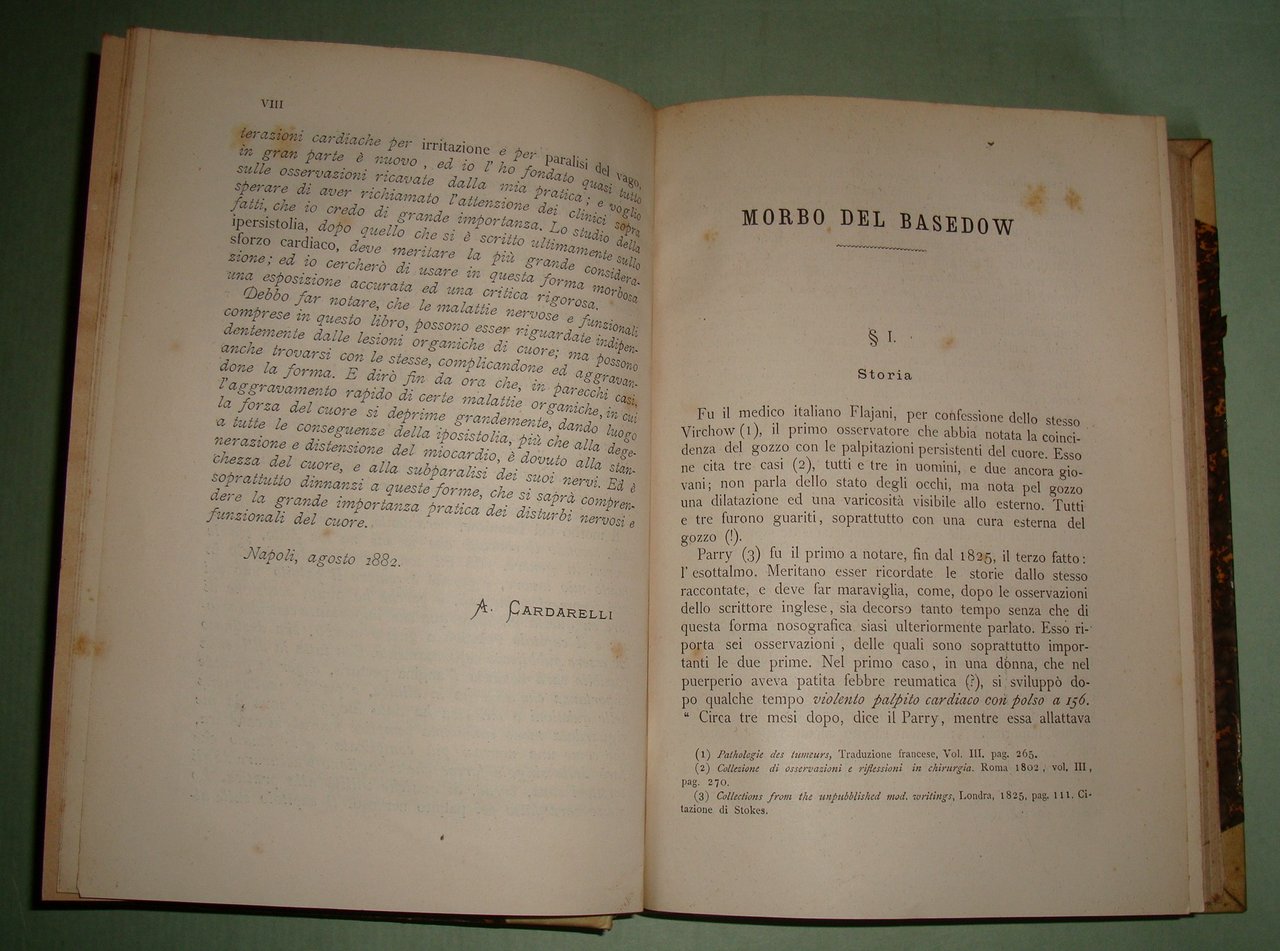 VIII
terazioni cardiache per irritazione e per paralisi del vago,
in gran parte è nuovo, ed io l' ho fondato quasi tutto
sulle osservazioni ricavate dalla mia pratica; e voglio
sperare di aver richiamato l'attenzione dei clinici sopra
fatti, che io credo di grande importanza. Lo studio della
ipersistolia, dopo quello che si è scritto ultimamente sullo
sforzo cardiaco, deve meritare la più grande considera-
zione; ed io cercherò di usare in questa forma morbosa
una esposizione accurata ed una critica rigorosa.
Debbo far notare, che le malattie nervose e funzionali
comprese in questo libro, possono esser riguardate indipen-
dentemente dalle lesioni organiche di cuore; ma possono
anche trovarsi con le stesse, complicandone ed aggravan-
done la forma. E dirò fin da ora che, in parecchi casi,
l'aggravamento rapido di certe malattie organiche, in cui
la forza del cuore si deprime grandemente, dando luogo
a tutte le conseguenze della iposistolia, più che alla dege-
nerazione e distensione del miocardio, è dovuto alla stan-
chezza del cuore, e alla subparalisi dei suoi nervi. Ed è
soprattutto dinnanzi a queste forme, che si saprà compren-
dere la grande importanza pratica dei disturbi nervosi e
funzionali del cuore.
Napoli, agosto 1882.
A. CARDARELLI
MORBO DEL BASEDOW
§ I.
Storia
Fu il medico italiano Flajani, per confessione dello stesso
Virchow (1), il primo osservatore che abbia notata la coinci-
denza del gozzo con le palpitazioni persistenti del cuore. Esso
ne cita tre casi (2), tutti e tre in uomini, e due ancora gio-
vani; non parla dello stato degli occhi, ma nota pel gozzo
una dilatazione ed una varicosità visibile allo esterno. Tutti
e tre furono guariti, soprattutto con una cura esterna del
gozzo (!).
Parry (3) fu il primo a notare, fin dal 1825, il terzo fatto:
l' esottalmo. Meritano esser ricordate le storie dallo stesso
raccontate, e deve far maraviglia, come, dopo le osservazioni
dello scrittore inglese, sia decorso tanto tempo senza che di
questa forma nosografica siasi ulteriormente parlato. Esso ri-
porta sei osservazioni, delle quali sono soprattutto impor-
tanti le due prime. Nel primo caso, in una donna, che nel
puerperio aveva patita febbre reumatica (?), si sviluppò do-
po qualche tempo violento palpito cardiaco con polso a 156.
“ Circa tre mesi dopo, dice il Parry, mentre essa allattava
(1) Pathologie des tumeurs, Traduzione francese, Vol. III, pag. 265.
(2) Collezione di osservazioni e riflessioni in chirurgia. Roma 1802, vol. III,
pag. 270.
(3) Collections from the unpubblished mod. writings, Londra, 1825, pag. 111. Ci-
tazione di Stokes.